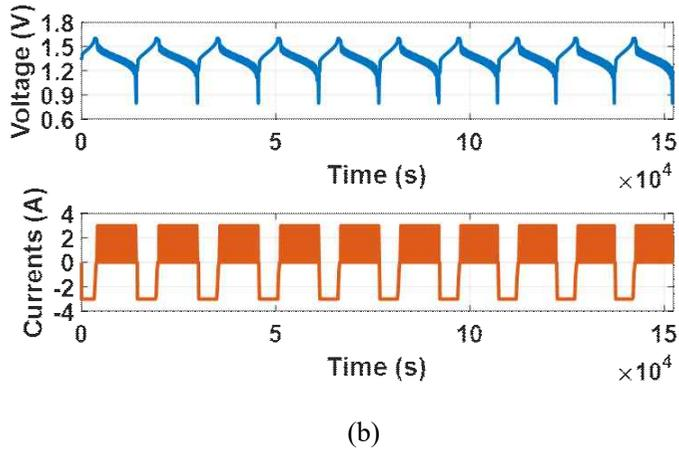 Voltage (V)
1.8
1.5
1.2
0.9
0.6
0 5 10 15
Time (s)
×10⁴
Currents (A)
4
2
0
-2
-4
0 5 10 15
Time (s)
×10⁴
(b)